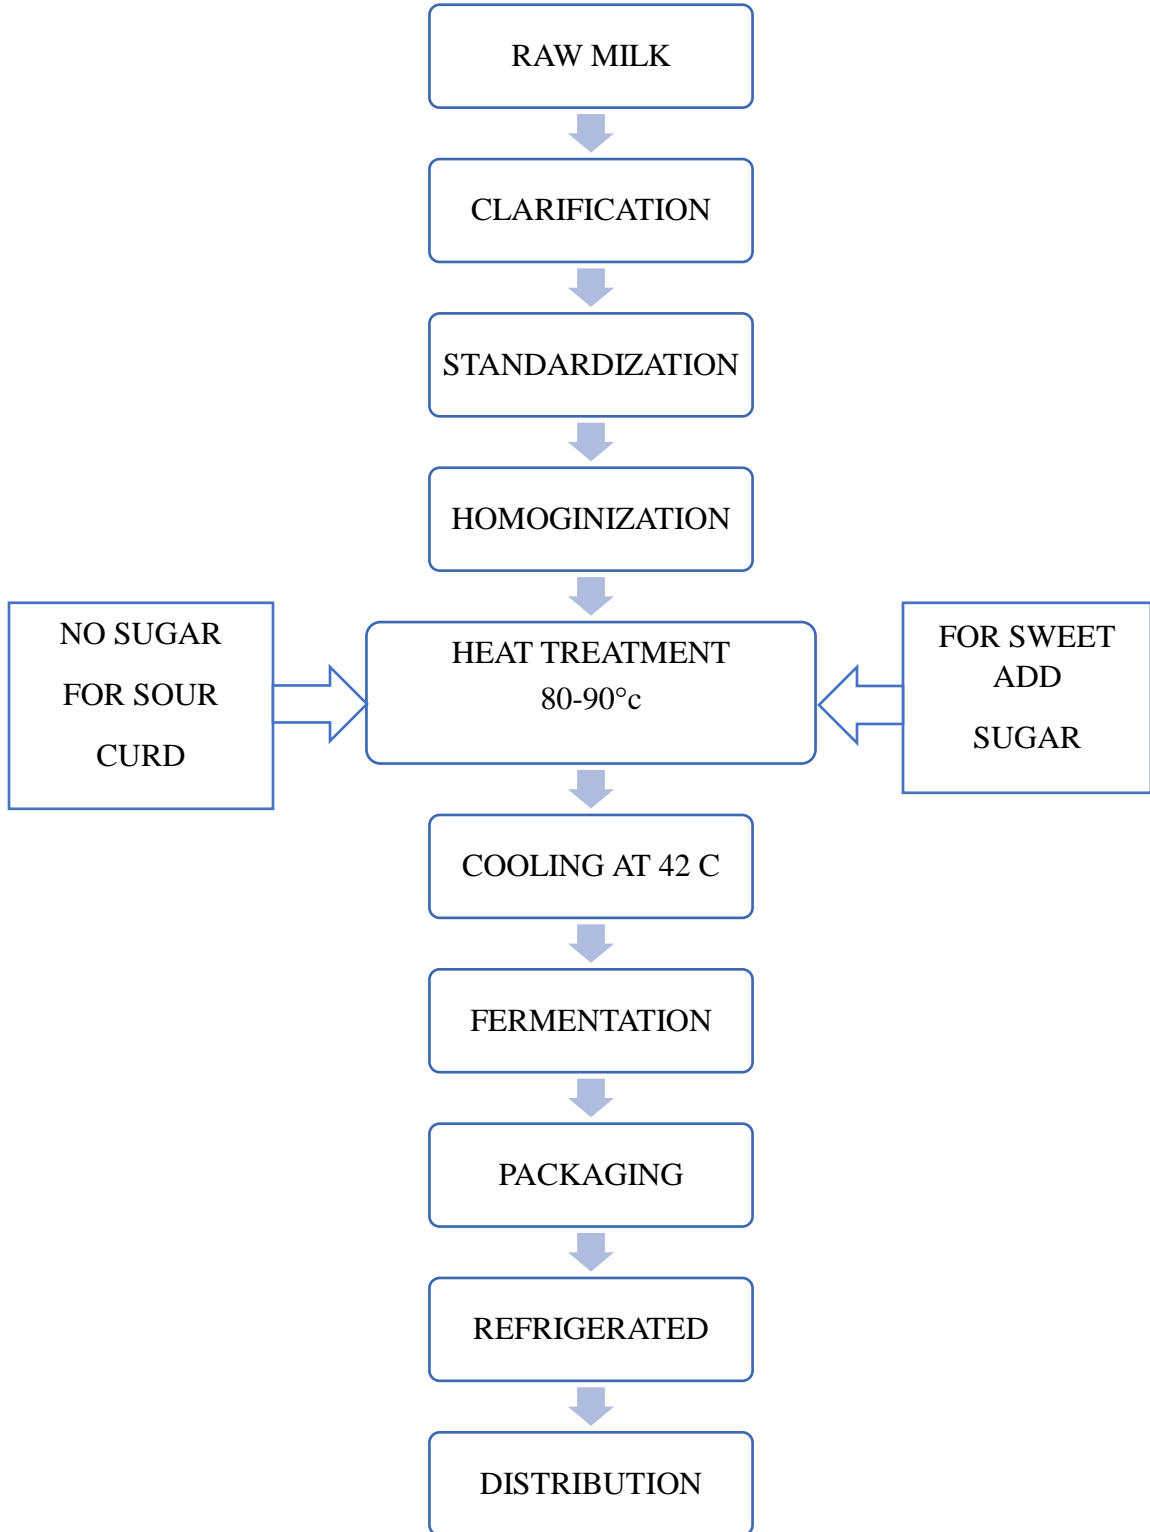 RAW MILK
CLARIFICATION
STANDARDIZATION
HOMOGINIZATION
NO SUGAR
FOR SOUR
CURD
HEAT TREATMENT
80-90°c
FOR SWEET
ADD
SUGAR
COOLING AT 42 C
FERMENTATION
PACKAGING
REFRIGERATED
DISTRIBUTION